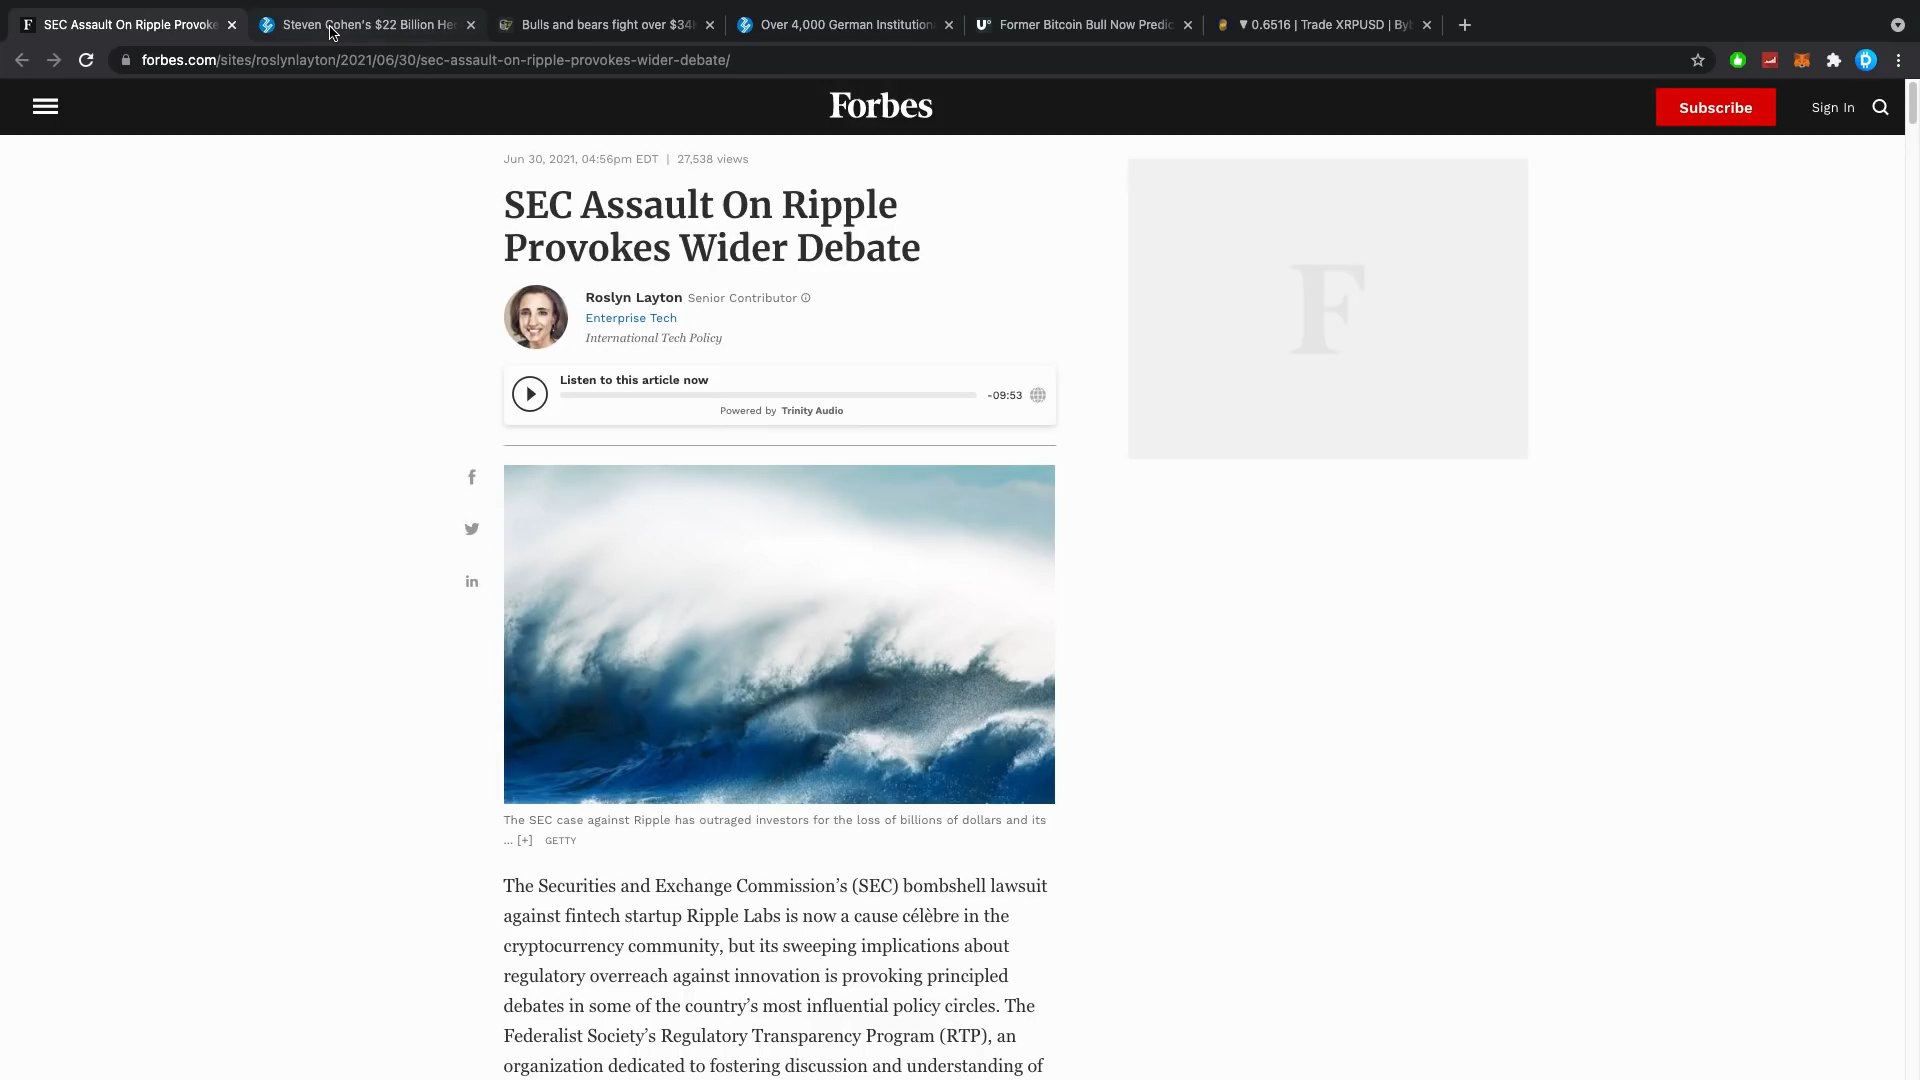 SEC Assault On Ripple Provoke
Steven Cohen's $22 Billion He
Bulls and bears fight over $34
Over 4,000 German Institution
Former Bitcoin Bull Now Predic
▼ 0.6516 | Trade XRPUSD | Byb
forbes.com/sites/roslynlayton/2021/06/30/sec-assault-on-ripple-provokes-wider-debate/
Forbes
Subscribe
Sign In
Jun 30, 2021, 04:56pm EDT | 27,538 views
SEC Assault On Ripple
Provokes Wider Debate
Roslyn Layton Senior Contributor
Enterprise Tech
International Tech Policy
Listen to this article now
-09:53
Powered by Trinity Audio
F
The SEC case against Ripple has outraged investors for the loss of billions of dollars and its
... [+] GETTY
The Securities and Exchange Commission's (SEC) bombshell lawsuit
against fintech startup Ripple Labs is now a cause célèbre in the
cryptocurrency community, but its sweeping implications about
regulatory overreach against innovation is provoking principled
debates in some of the country's most influential policy circles. The
Federalist Society's Regulatory Transparency Program (RTP), an
organization dedicated to fostering discussion and understanding of